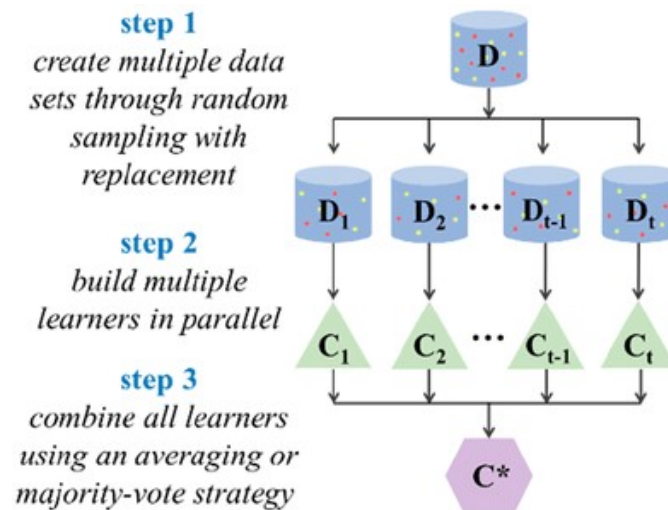 step 1
create multiple data
sets through random
sampling with
replacement
step 2
build multiple
learners in parallel
step 3
combine all learners
using an averaging or
majority-vote strategy
D
D₁ D₂ ... Dₜ₋₁ Dₜ
C₁ C₂ ... Cₜ₋₁ Cₜ
C*